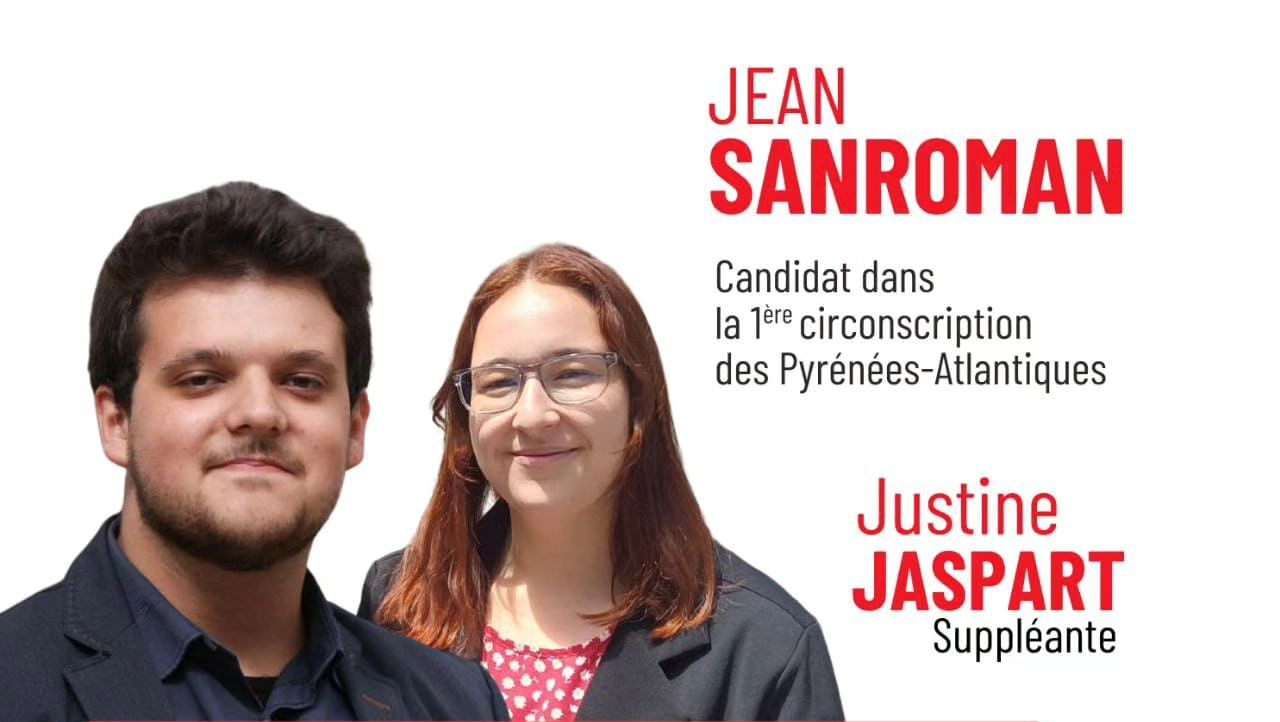 JEAN
SANROMAN
Candidat dans
la 1ère circonscription
des Pyrénées-Atlantiques
Justine
JASPART
Suppléante